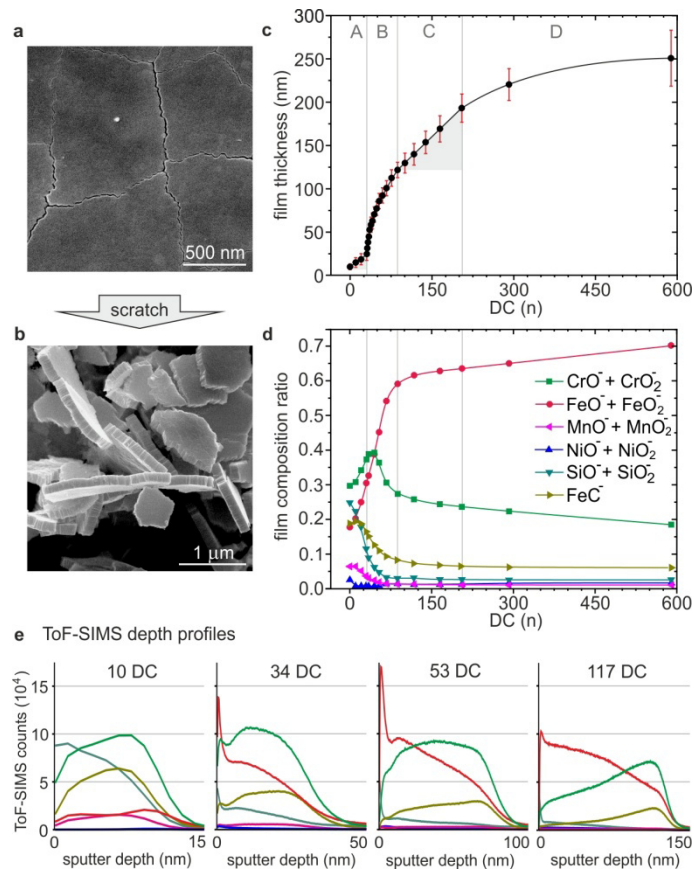 a
500 nm
scratch
b
1 µm
c
A B C D
film thickness (nm)
300
250
200
150
100
50
0
0 150 300 450 600
DC (n)
d
film composition ratio
0.7
0.6
0.5
0.4
0.3
0.2
0.1
0.0
CrO⁻ + CrO₂⁻
FeO⁻ + FeO₂⁻
MnO⁻ + MnO₂⁻
NiO⁻ + NiO₂⁻
SiO⁻ + SiO₂⁻
FeC⁻
0 150 300 450 600
DC (n)
e ToF-SIMS depth profiles
ToF-SIMS counts (10⁴)
15
10
5
0
10 DC
34 DC
53 DC
117 DC
0 15
0 50
0 100
0 150
sputter depth (nm)
sputter depth (nm)
sputter depth (nm)
sputter depth (nm)